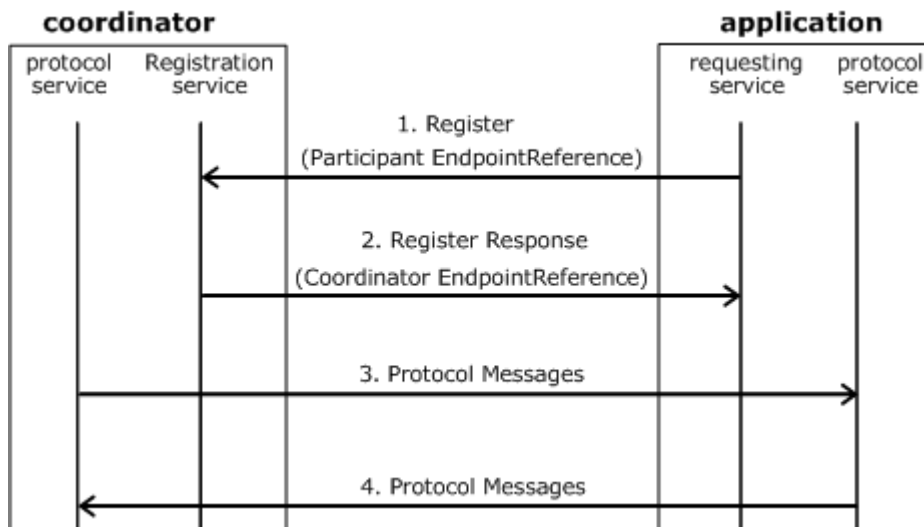 coordinator
application
protocol service
Registration service
requesting service
protocol service
1. Register
(Participant EndpointReference)
2. Register Response
(Coordinator EndpointReference)
3. Protocol Messages
4. Protocol Messages